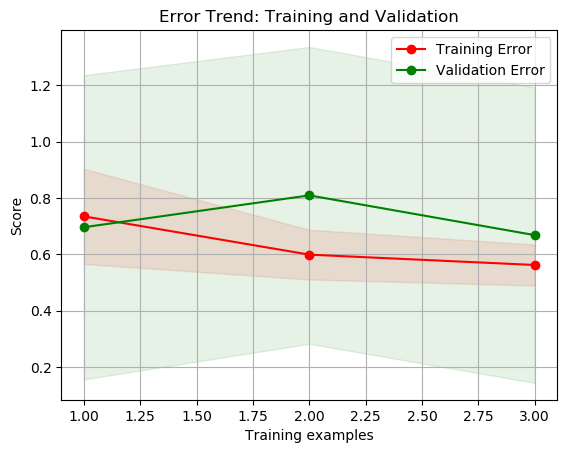 Error Trend: Training and Validation
Training Error
Validation Error
Score
1.2
1.0
0.8
0.6
0.4
0.2
1.00 1.25 1.50 1.75 2.00 2.25 2.50 2.75 3.00
Training examples